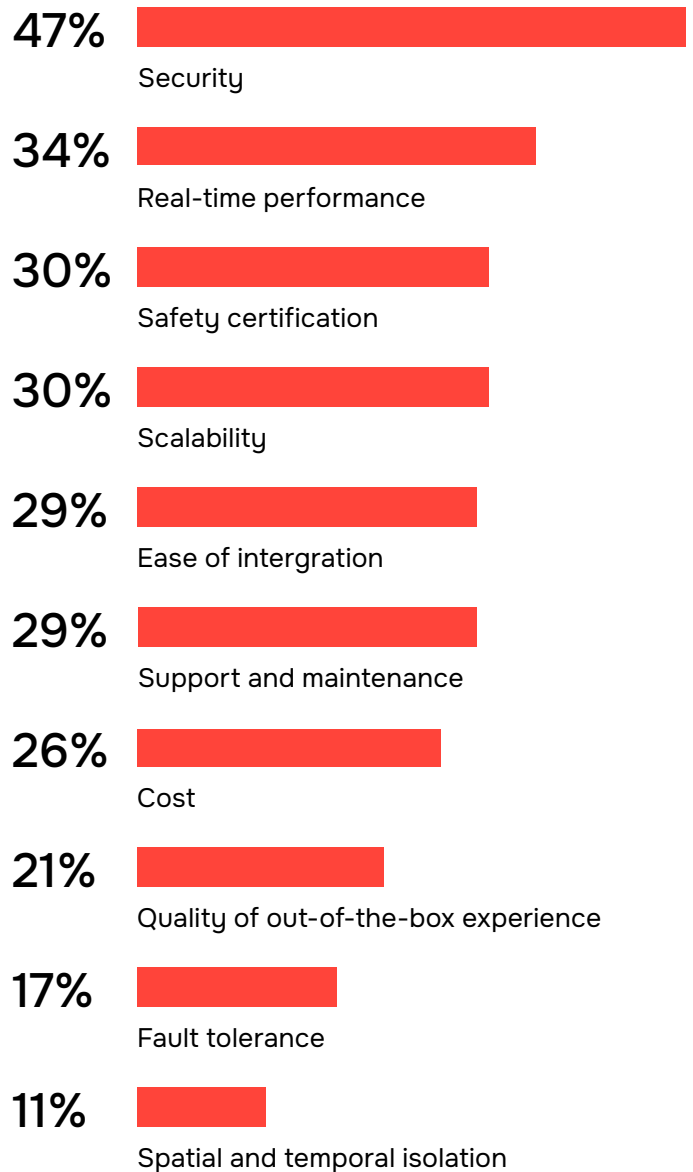 47%
Security
34%
Real-time performance
30%
Safety certification
30%
Scalability
29%
Ease of intergration
29%
Support and maintenance
26%
Cost
21%
Quality of out-of-the-box experience
17%
Fault tolerance
11%
Spatial and temporal isolation